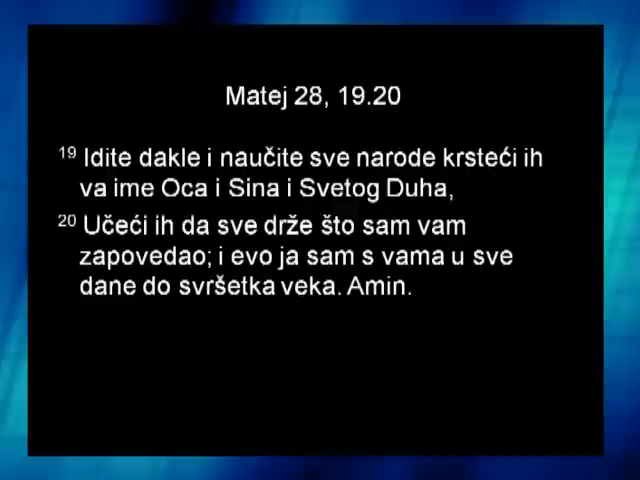 Matej 28, 19.20
19 Idite dakle i naučite sve narode krsteći ih
va ime Oca i Sina i Svetog Duha,
20 Učeći ih da sve drže što sam vam
zapovedao; i evo ja sam s vama u sve
dane do svršetka veka. Amin.